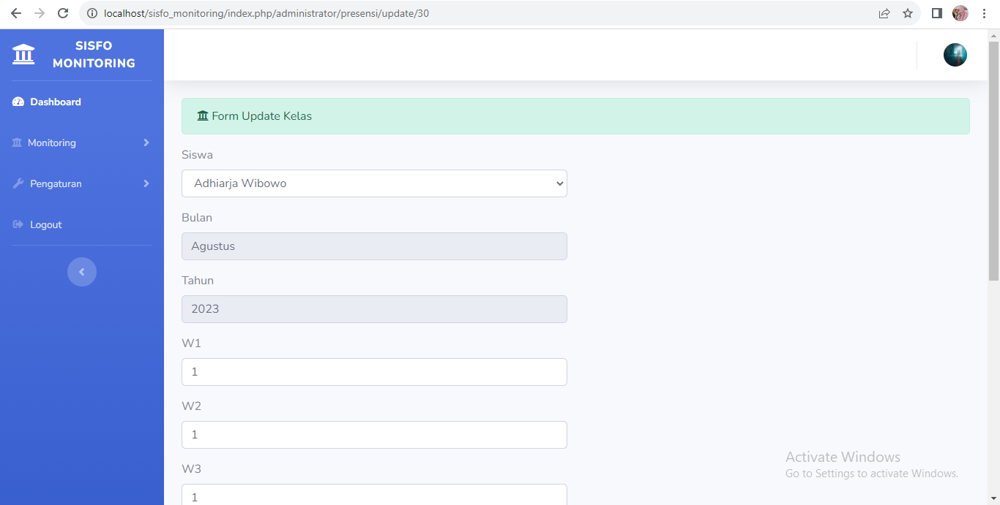 localhost/sisfo_monitoring/index.php/administrator/presensi/update/30
SISFO
MONITORING
Dashboard
Monitoring
Pengaturan
Logout
Form Update Kelas
Siswa
Adhiarja Wibowo
Bulan
Agustus
Tahun
2023
W1
1
W2
1
W3
1
Activate Windows
Go to Settings to activate Windows.